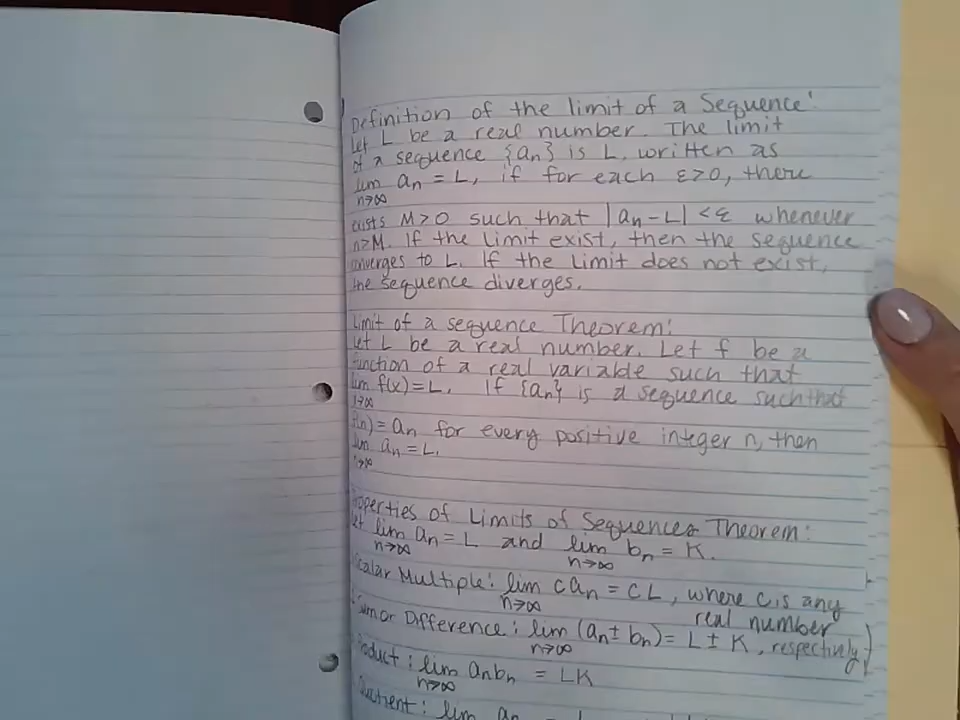 Definition of the limit of a Sequence:
Let L be a real number. The limit
of a sequence {an} is L, written as
lim an = L, if for each ε>0, there
n→∞
exists M>0 such that |an-L| <ε whenever
n>M. If the limit exist, then the sequence
converges to L. If the limit does not exist,
the sequence diverges.
Limit of a sequence Theorem:
Let L be a real number. Let f be a
function of a real variable such that
lim f(x)=L. If {an} is a sequence such that
→∞
f(n)=an for every positive integer n, then
lim an=L.
n→∞
Properties of Limits of Sequences Theorem:
Let lim an=L and lim bn=K.
n→∞ n→∞
Scalar Multiple: lim can=cL, where c is any
n→∞ real number
Sum or Difference: lim (an±bn)=L±K, respectively
n→∞
Product: lim anbn = LK
n→∞
Quotient: lim an